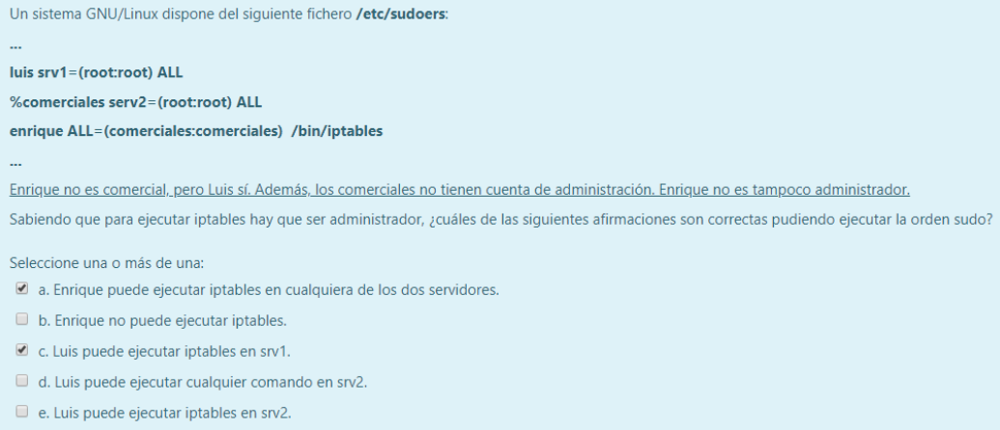 Un sistema GNU/Linux dispone del siguiente fichero /etc/sudoers:
...
luis srv1=(root:root) ALL
%comerciales serv2=(root:root) ALL
enrique ALL=(comerciales:comerciales) /bin/iptables
...
Enrique no es comercial, pero Luis sí. Además, los comerciales no tienen cuenta de administración. Enrique no es tampoco administrador.
Sabiendo que para ejecutar iptables hay que ser administrador, ¿cuáles de las siguientes afirmaciones son correctas pudiendo ejecutar la orden sudo?
Seleccione una o más de una:
a. Enrique puede ejecutar iptables en cualquiera de los dos servidores.
b. Enrique no puede ejecutar iptables.
c. Luis puede ejecutar iptables en srv1.
d. Luis puede ejecutar cualquier comando en srv2.
e. Luis puede ejecutar iptables en srv2.